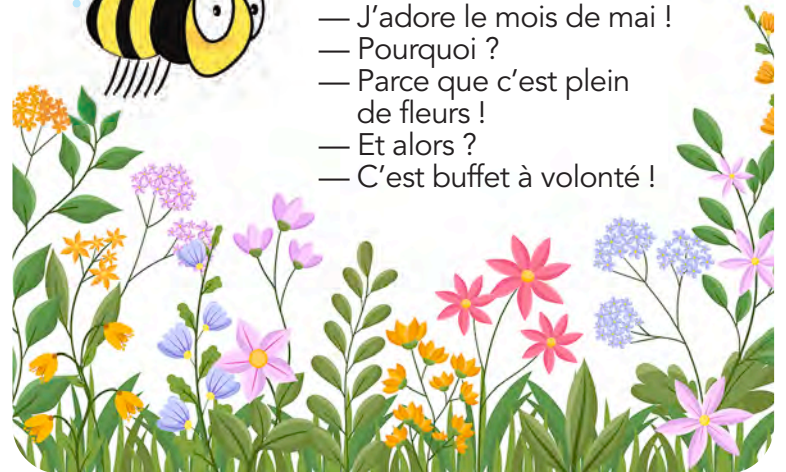 — J’adore le mois de mai !
— Pourquoi ?
— Parce que c’est plein
de fleurs !
— Et alors ?
— C’est buffet à volonté !